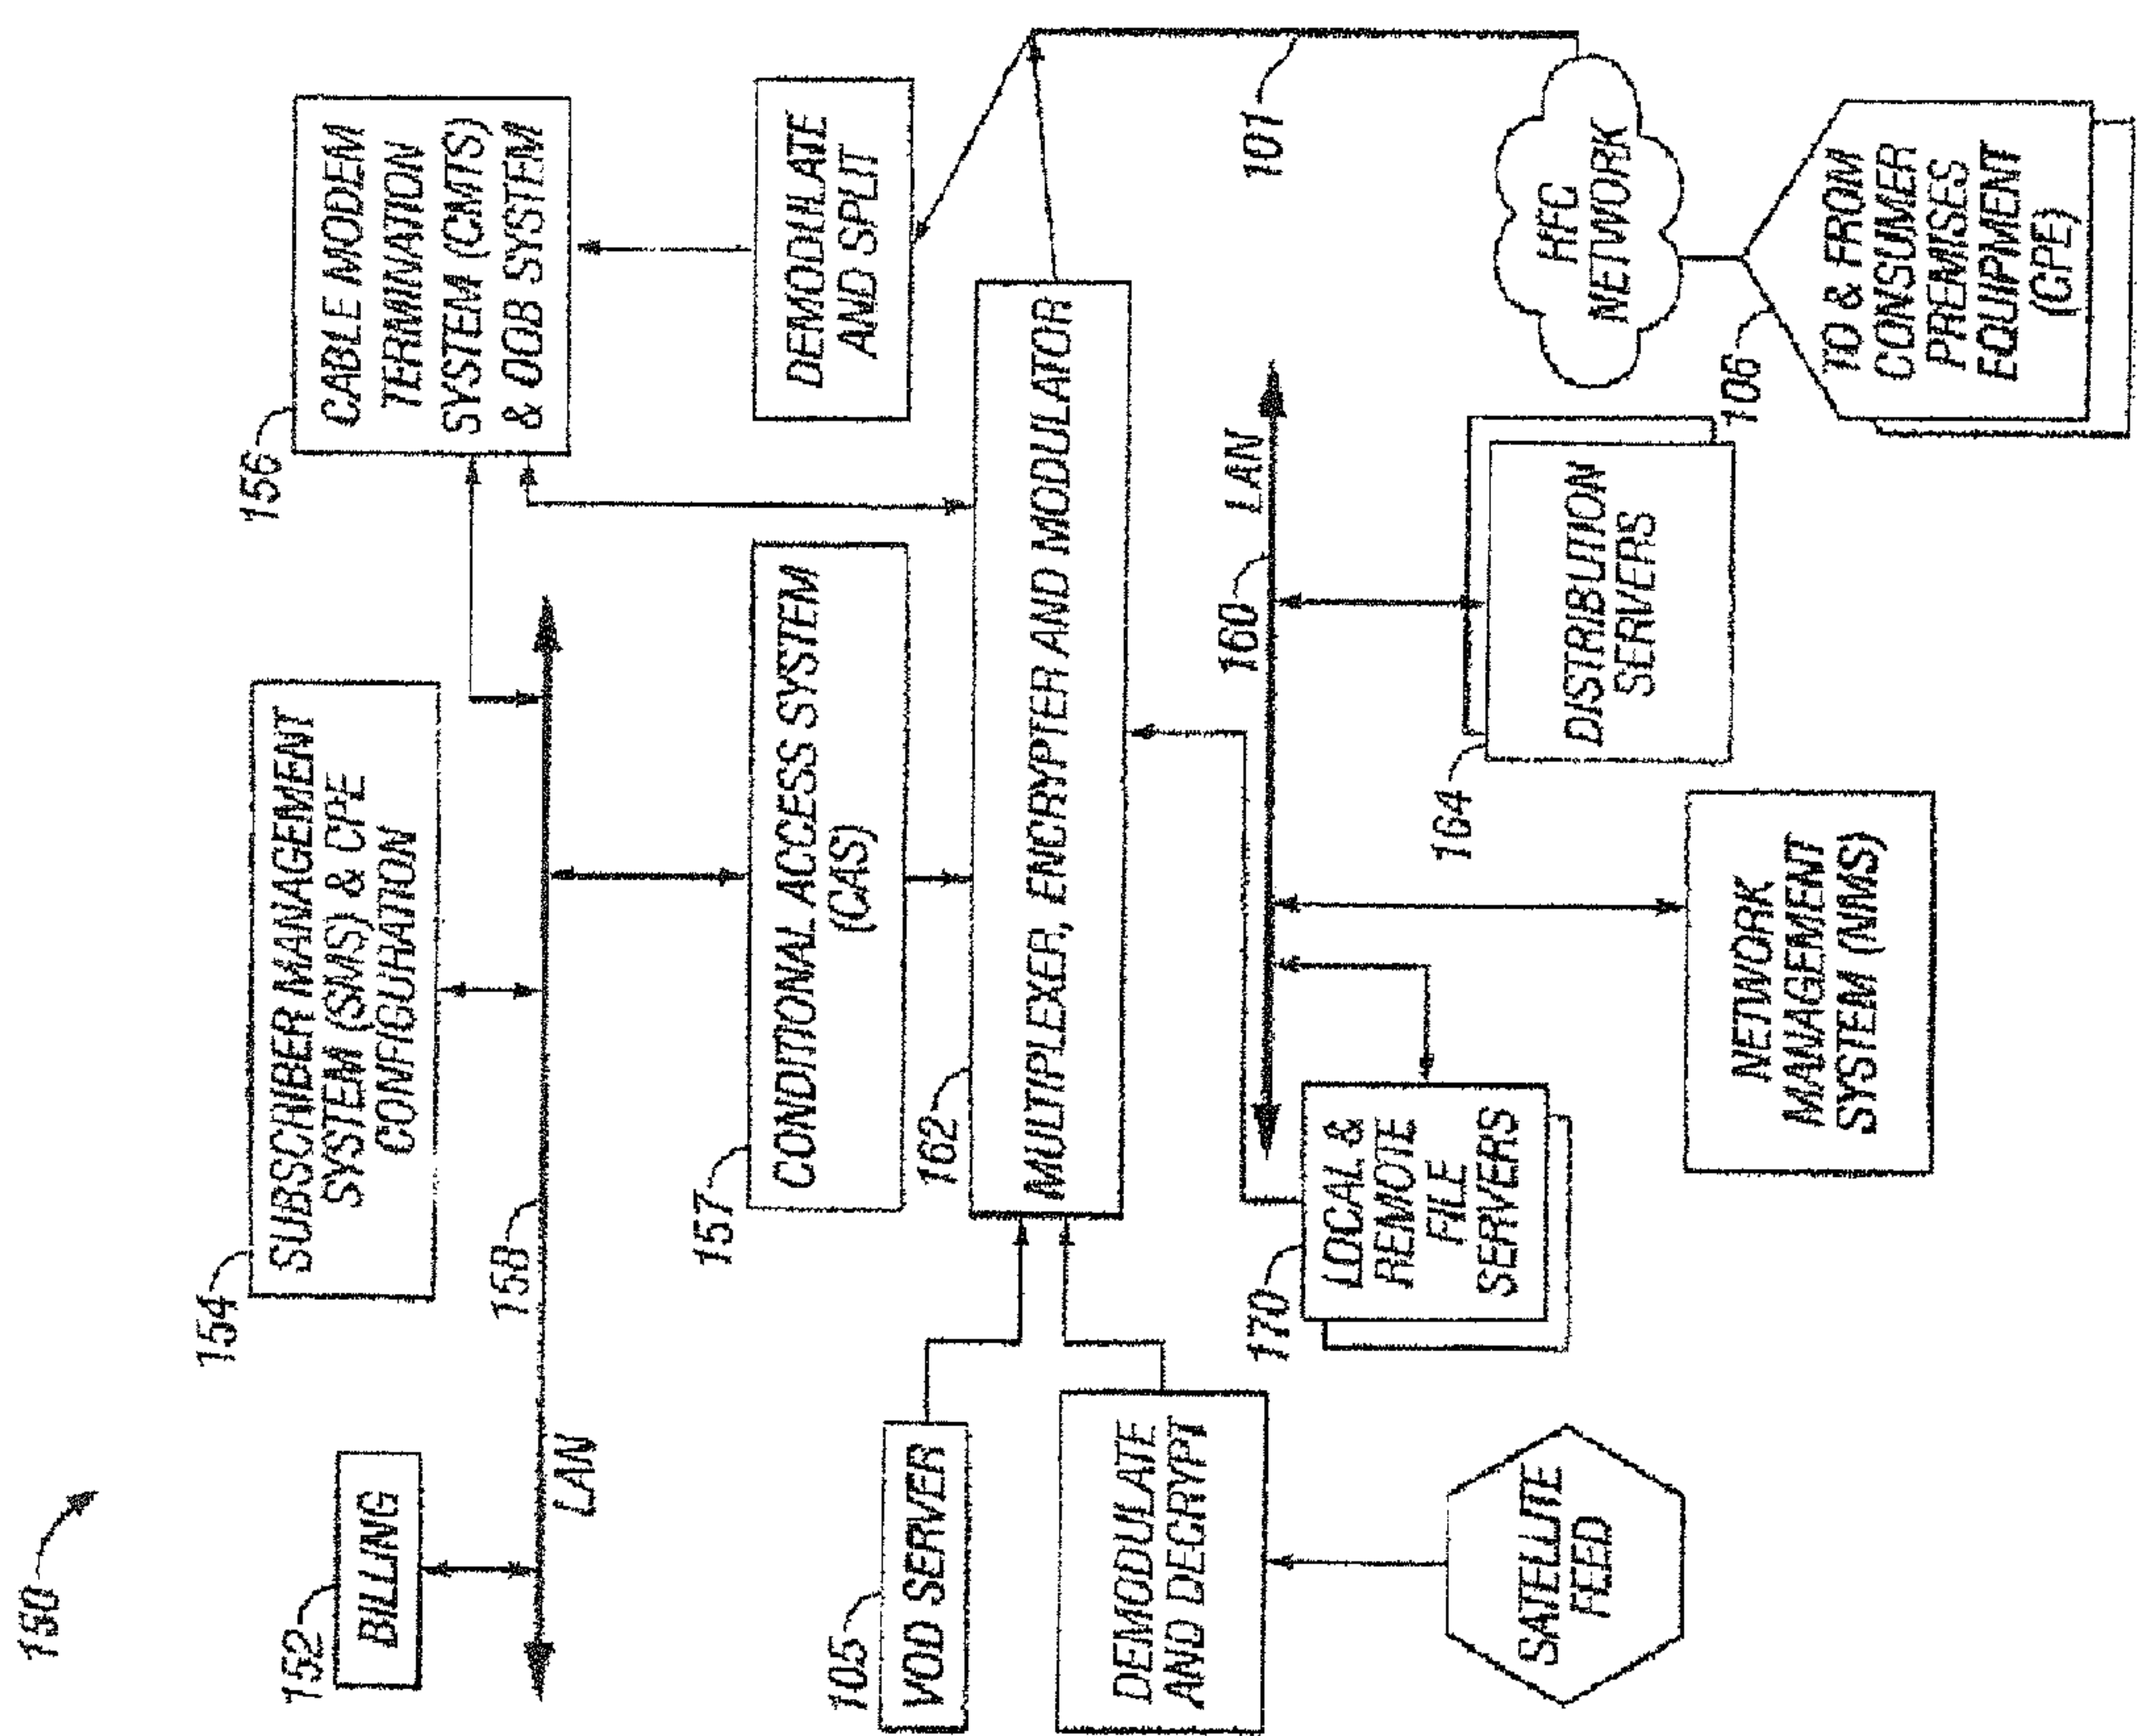 150
152
BILLING
154
SUBSCRIBER MANAGEMENT
SYSTEM (SMS) & CPE
CONFIGURATION
156
CABLE MODEM
TERMINATION
SYSTEM (CMTS)
& OOB SYSTEM
158
LAN
157
CONDITIONAL ACCESS SYSTEM
(CAS)
DEMODULATE
AND SPLIT
105
VOD SERVER
162
MULTIPLEXER, ENCRYPTER AND MODULATOR
DEMODULATE
AND DECRYPT
160
LAN
101
170
LOCAL &
REMOTE
FILE
SERVERS
164
DISTRIBUTION
SERVERS
HFC
NETWORK
SATELLITE
FEED
NETWORK
MANAGEMENT
SYSTEM (NMS)
106
TO & FROM
CONSUMER
PREMISES
EQUIPMENT
(CPE)